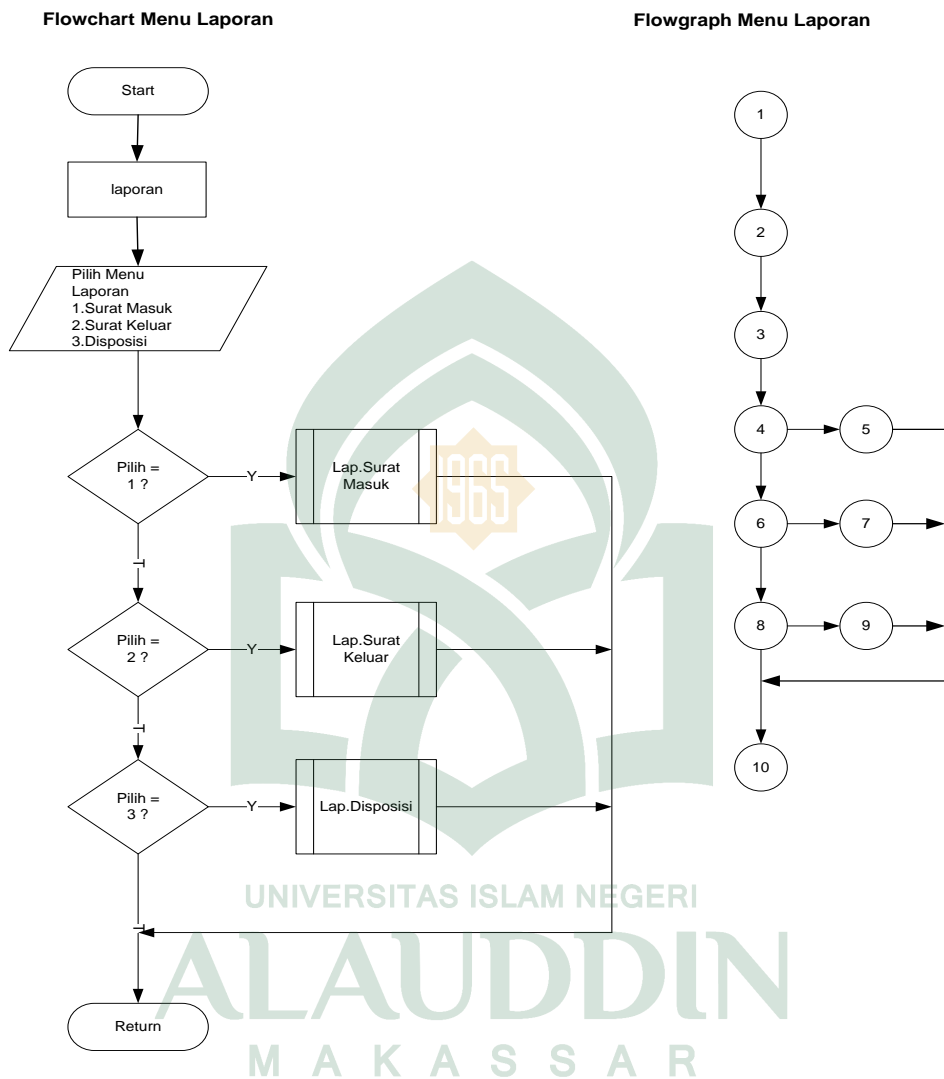 Flowchart Menu Laporan
Flowgraph Menu Laporan
Start
laporan
Pilih Menu
Laporan
1.Surat Masuk
2.Surat Keluar
3.Disposisi
Pilih =
1 ?
Y
Lap.Surat
Masuk
T
Pilih =
2 ?
Y
Lap.Surat
Keluar
T
Pilih =
3 ?
Y
Lap.Disposisi
T
Return
1
2
3
4
5
6
7
8
9
10
1965
UNIVERSITAS ISLAM NEGERI
ALAUDDIN
MAKASSAR